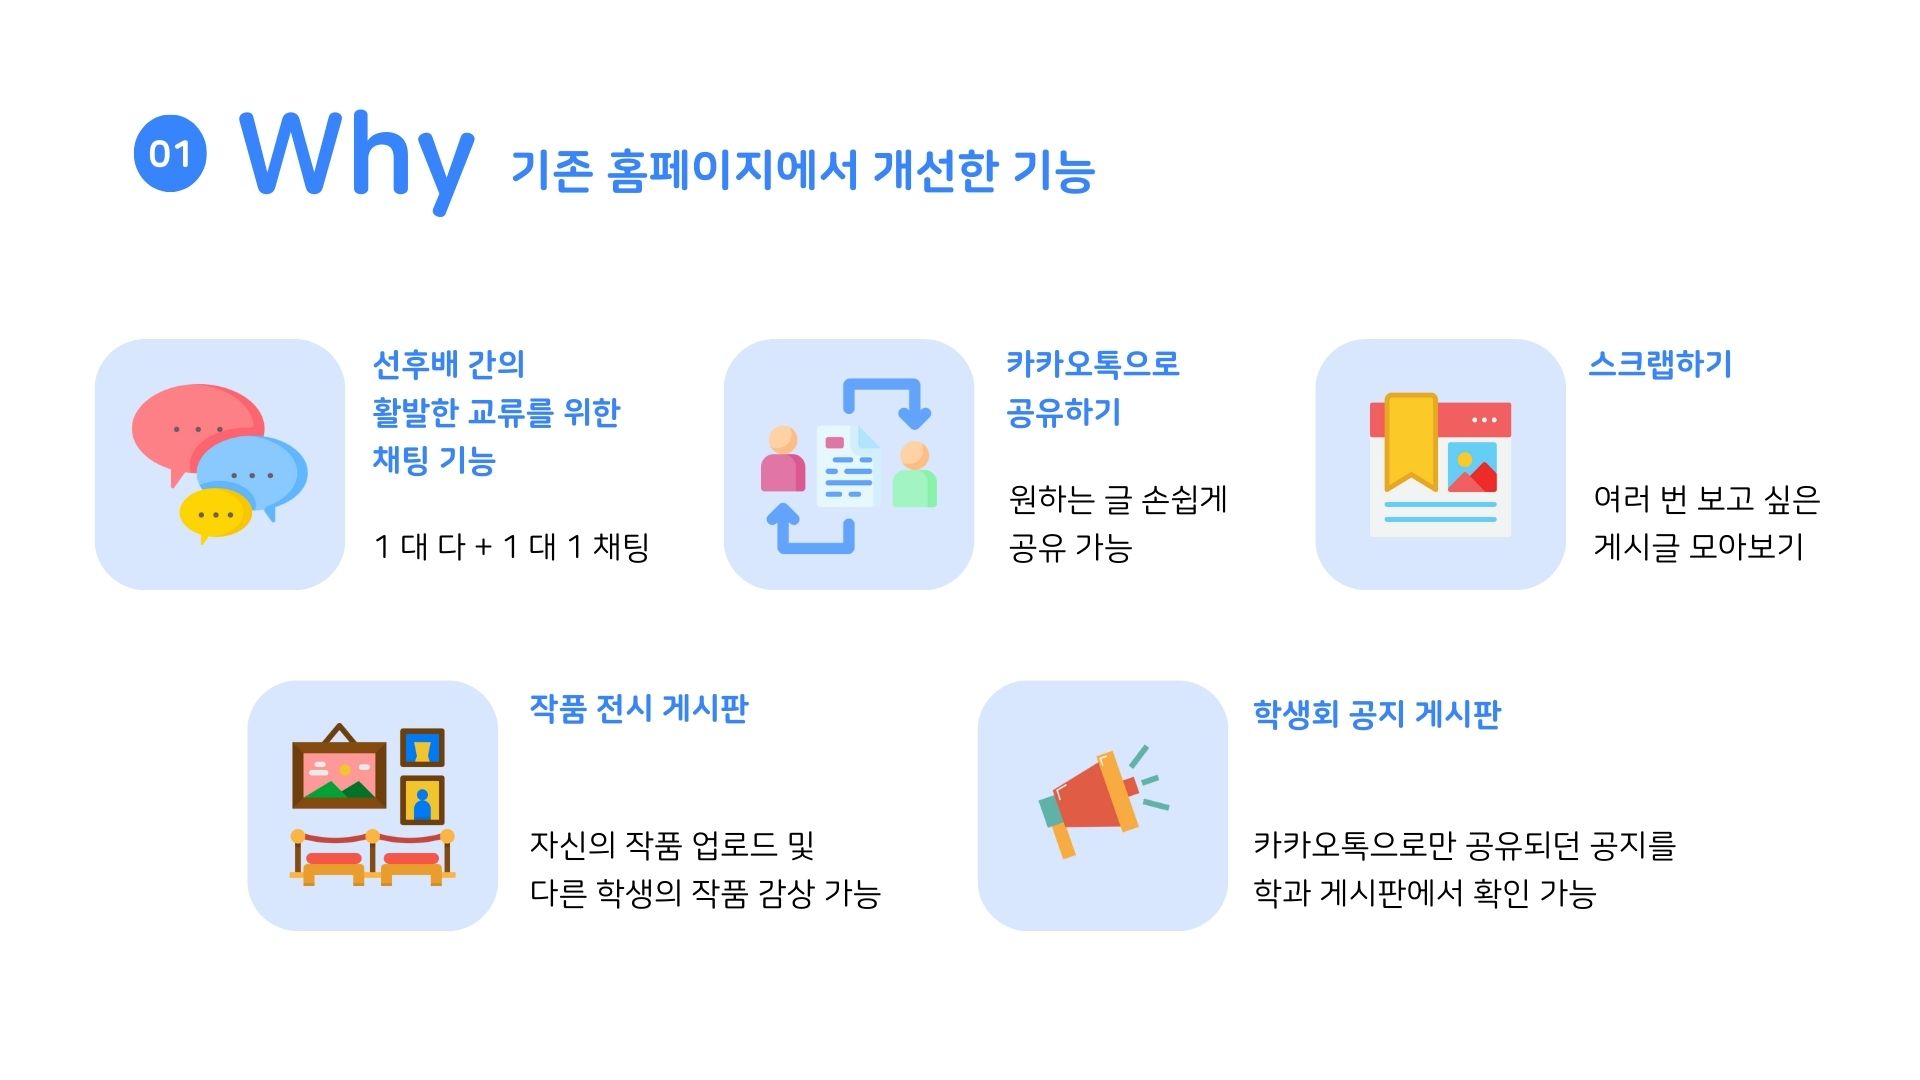 01 Why 기존 홈페이지에서 개선한 기능
선후배 간의
활발한 교류를 위한
채팅 기능
1 대 다 + 1 대 1 채팅
카카오톡으로
공유하기
원하는 글 손쉽게
공유 가능
스크랩하기
여러 번 보고 싶은
게시글 모아보기
작품 전시 게시판
자신의 작품 업로드 및
다른 학생의 작품 감상 가능
학생회 공지 게시판
카카오톡으로만 공유되던 공지를
학과 게시판에서 확인 가능